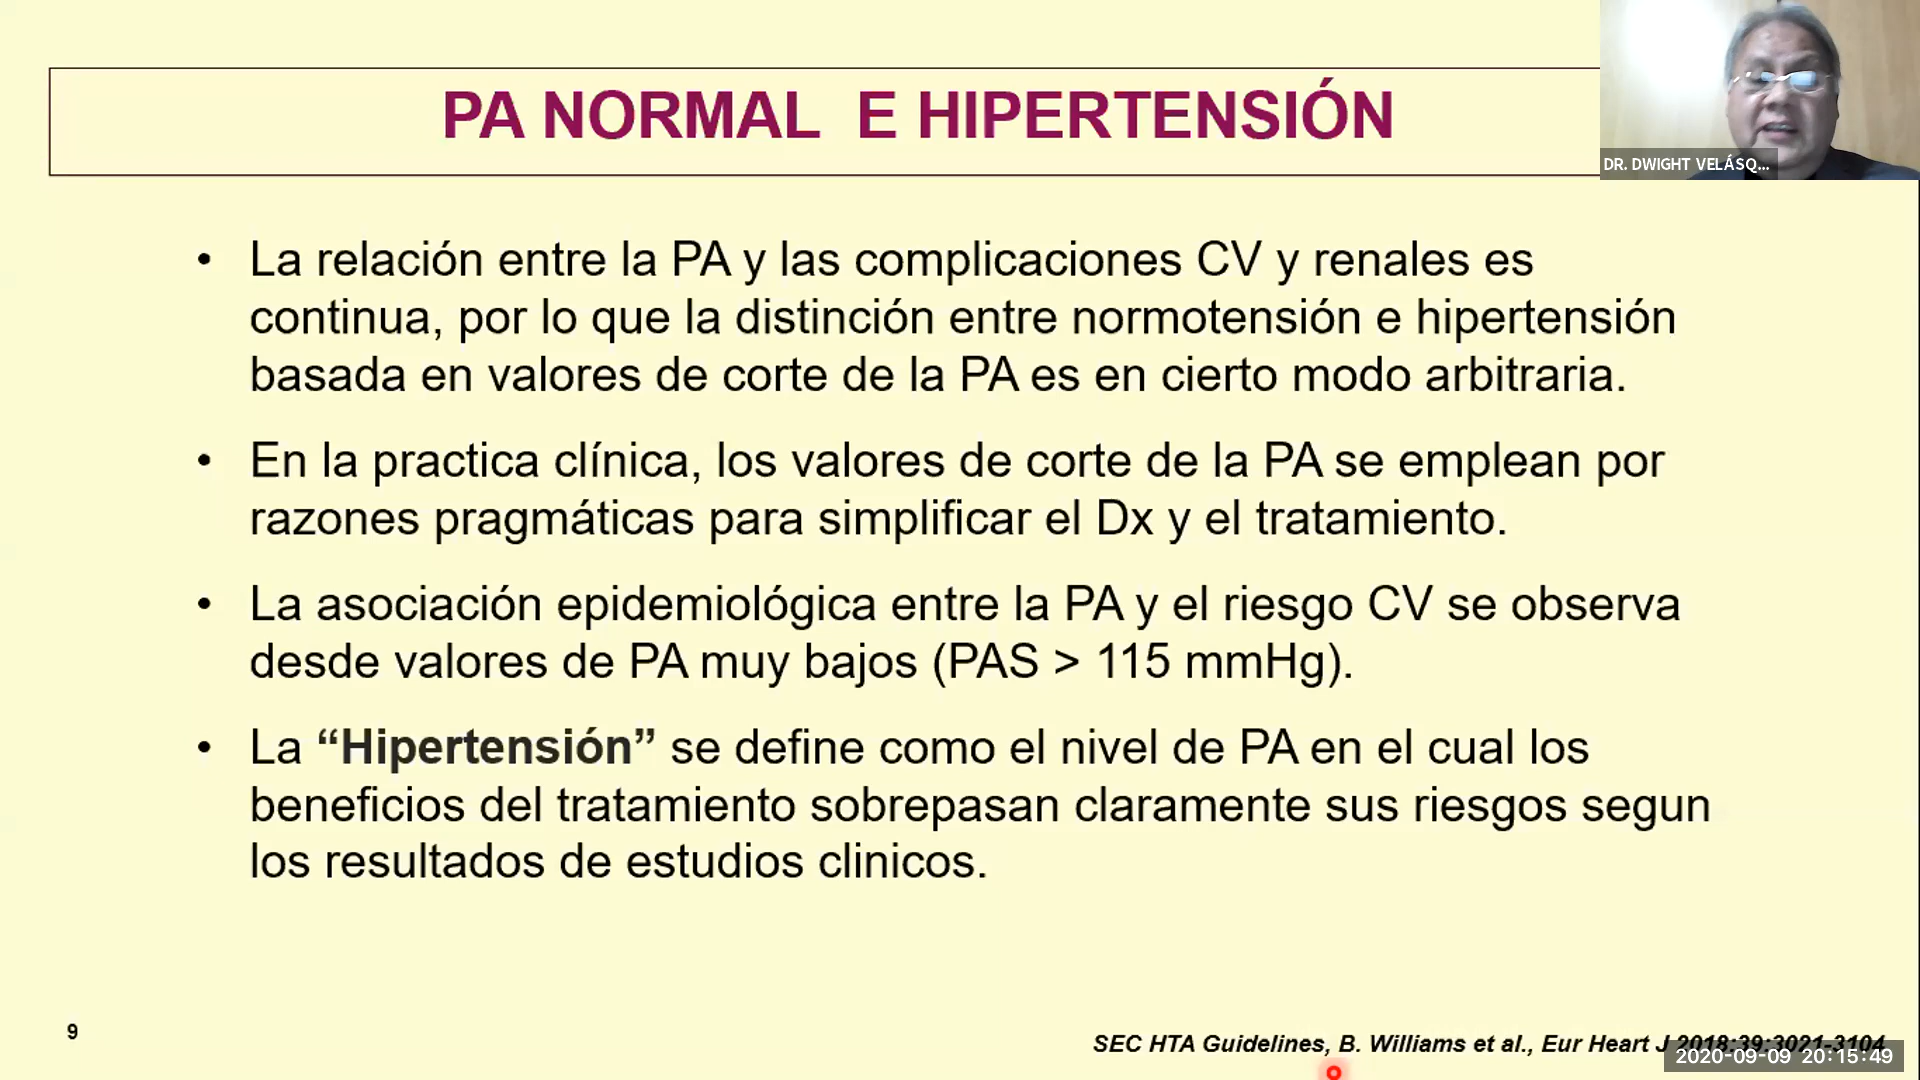 PA NORMAL E HIPERTENSIÓN
DR. DWIGHT VELÁSQ...
• La relación entre la PA y las complicaciones CV y renales es
continua, por lo que la distinción entre normotensión e hipertensión
basada en valores de corte de la PA es en cierto modo arbitraria.
• En la practica clínica, los valores de corte de la PA se emplean por
razones pragmáticas para simplificar el Dx y el tratamiento.
• La asociación epidemiológica entre la PA y el riesgo CV se observa
desde valores de PA muy bajos (PAS > 115 mmHg).
• La “Hipertensión” se define como el nivel de PA en el cual los
beneficios del tratamiento sobrepasan claramente sus riesgos segun
los resultados de estudios clinicos.
9
SEC HTA Guidelines, B. Williams et al., Eur Heart J 2018;39:3021-3104
2020-09-09 20:15:49